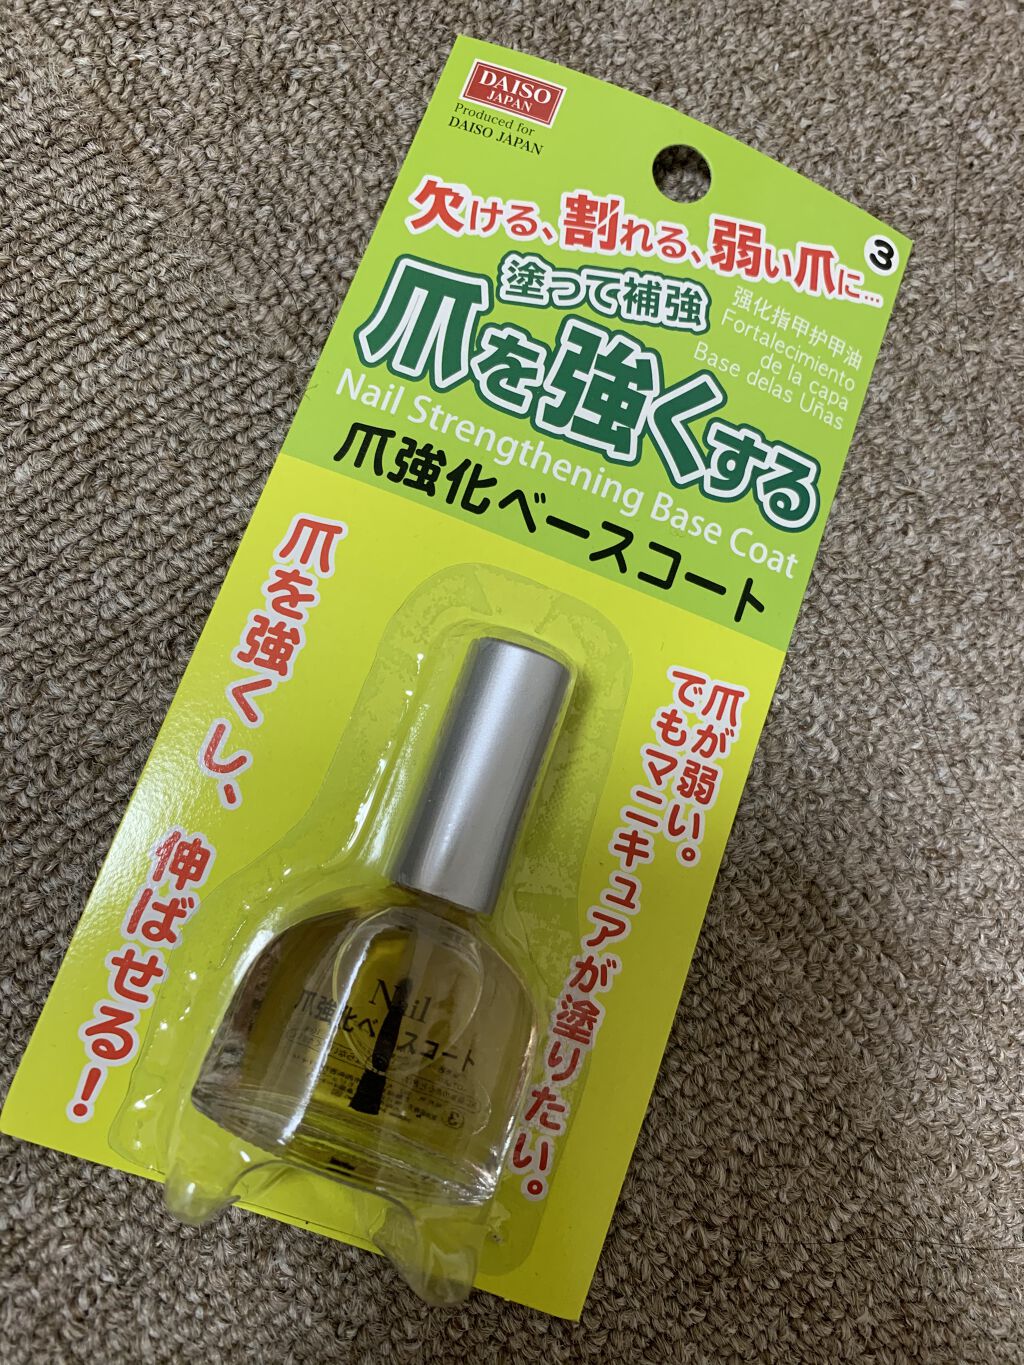 DAISO
JAPAN
Produced for
DAISO JAPAN
欠ける、割れる、弱い爪に…
3
塗って補強
爪を強くする
强化指甲护甲油
Fortalecimiento
de la capa
Base delas Uñas
Nail Strengthening Base Coat
爪強化ベースコート
爪を強くし、伸ばせる!
爪が弱い。
でもマニキュアが塗りたい。
Nail
爪強化ベースコート